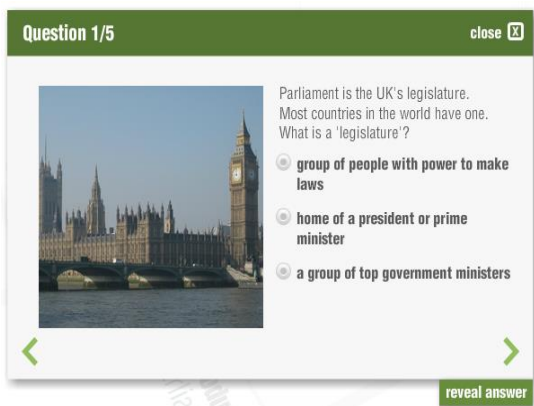 Question 1/5
close X
Parliament is the UK's legislature.
Most countries in the world have one.
What is a 'legislature'?
group of people with power to make
laws
home of a president or prime
minister
a group of top government ministers
reveal answer